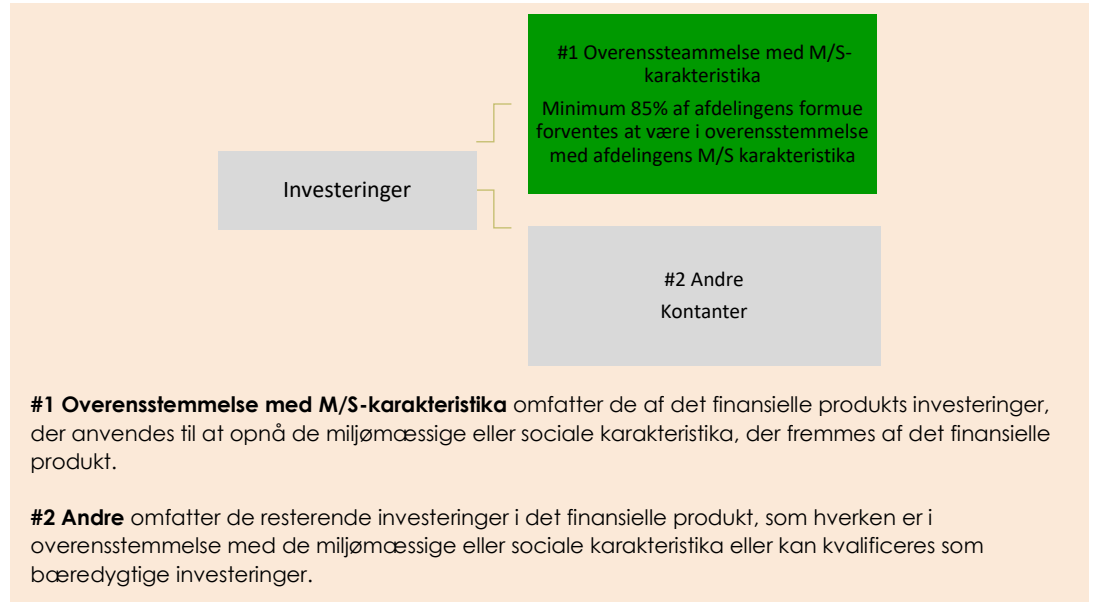 #1 Overenssteammelse med M/S-
karakteristika
Minimum 85% af afdelingens formue
forventes at være i overensstemmelse
med afdelingens M/S karakteristika
Investeringer
#2 Andre
Kontanter
#1 Overensstemmelse med M/S-karakteristika omfatter de af det finansielle produkts investeringer,
der anvendes til at opnå de miljømæssige eller sociale karakteristika, der fremmes af det finansielle
produkt.
#2 Andre omfatter de resterende investeringer i det finansielle produkt, som hverken er i
overensstemmelse med de miljømæssige eller sociale karakteristika eller kan kvalificeres som
bæredygtige investeringer.